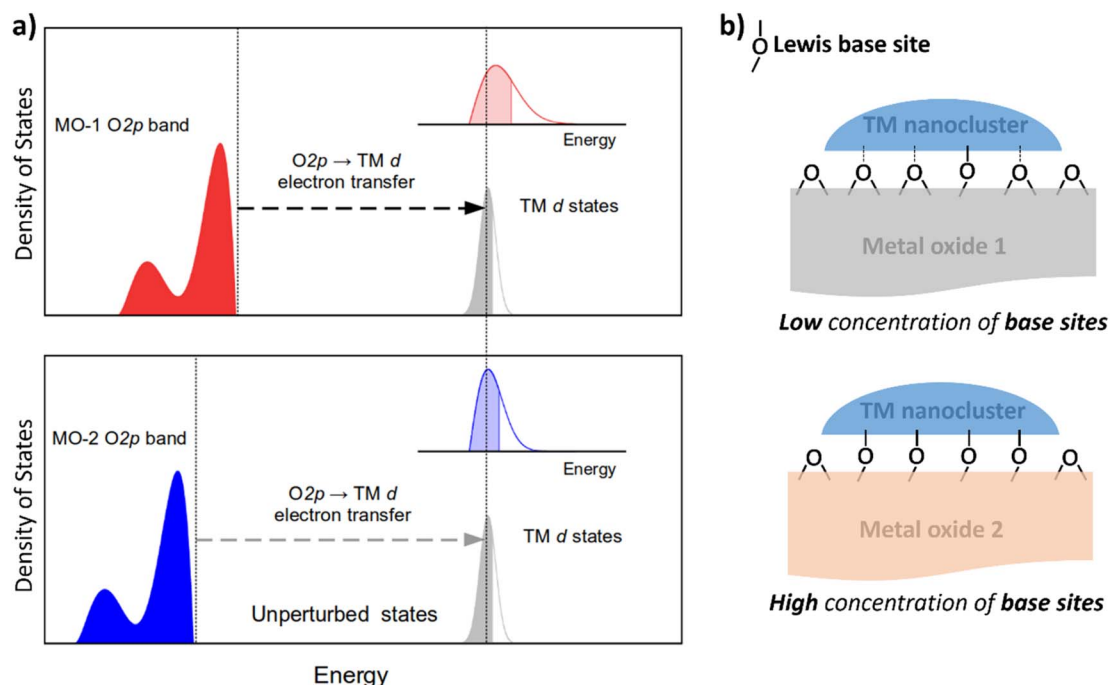 a)
Density of States
MO-1 O2p band
O2p → TM d
electron transfer
Energy
TM d states
Density of States
MO-2 O2p band
O2p → TM d
electron transfer
Energy
TM d states
Unperturbed states
Energy
b)
O Lewis base site
TM nanocluster
O O O O O O
Metal oxide 1
Low concentration of base sites
TM nanocluster
O O O O O O
Metal oxide 2
High concentration of base sites